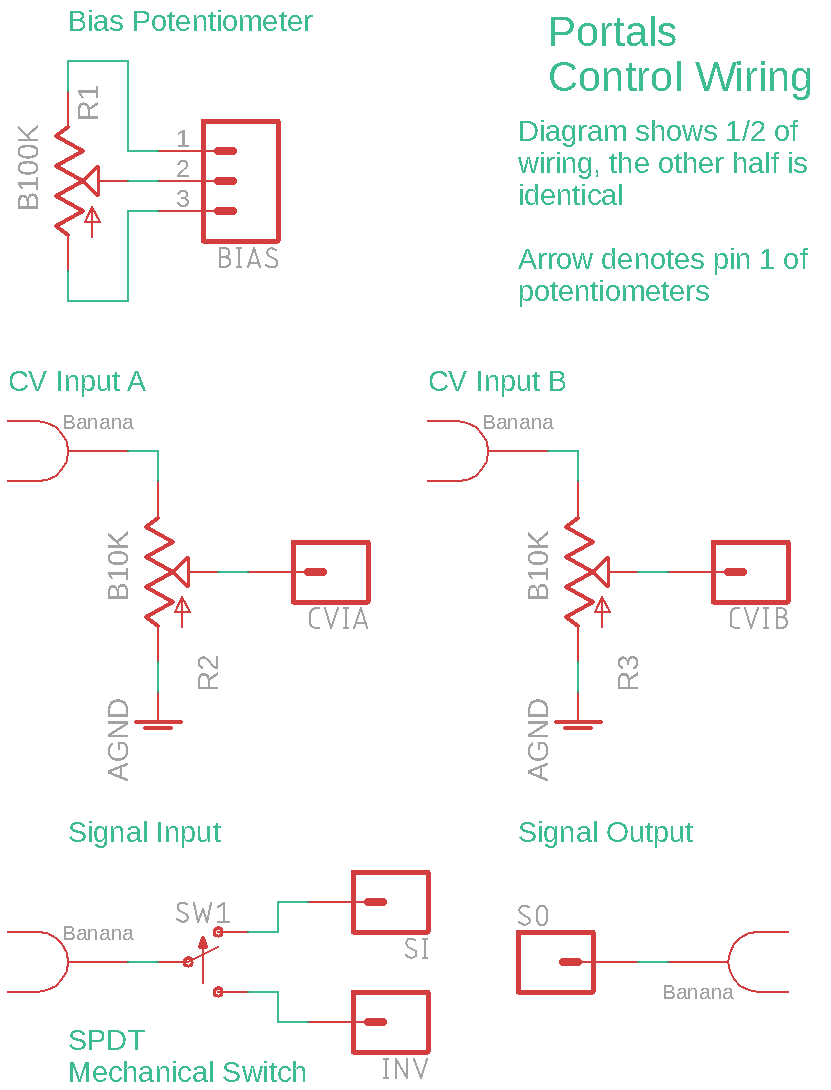 Bias Potentiometer
Portals
Control Wiring
Diagram shows 1/2 of
wiring, the other half is
identical
Arrow denotes pin 1 of
potentiometers
R1
B100K
1
2
3
BIAS
CV Input A
Banana
B10K
CVIA
R2
AGND
CV Input B
Banana
B10K
CVIB
R3
AGND
Signal Input
Banana
SW1
SI
INV
SPDT
Mechanical Switch
Signal Output
SO
Banana